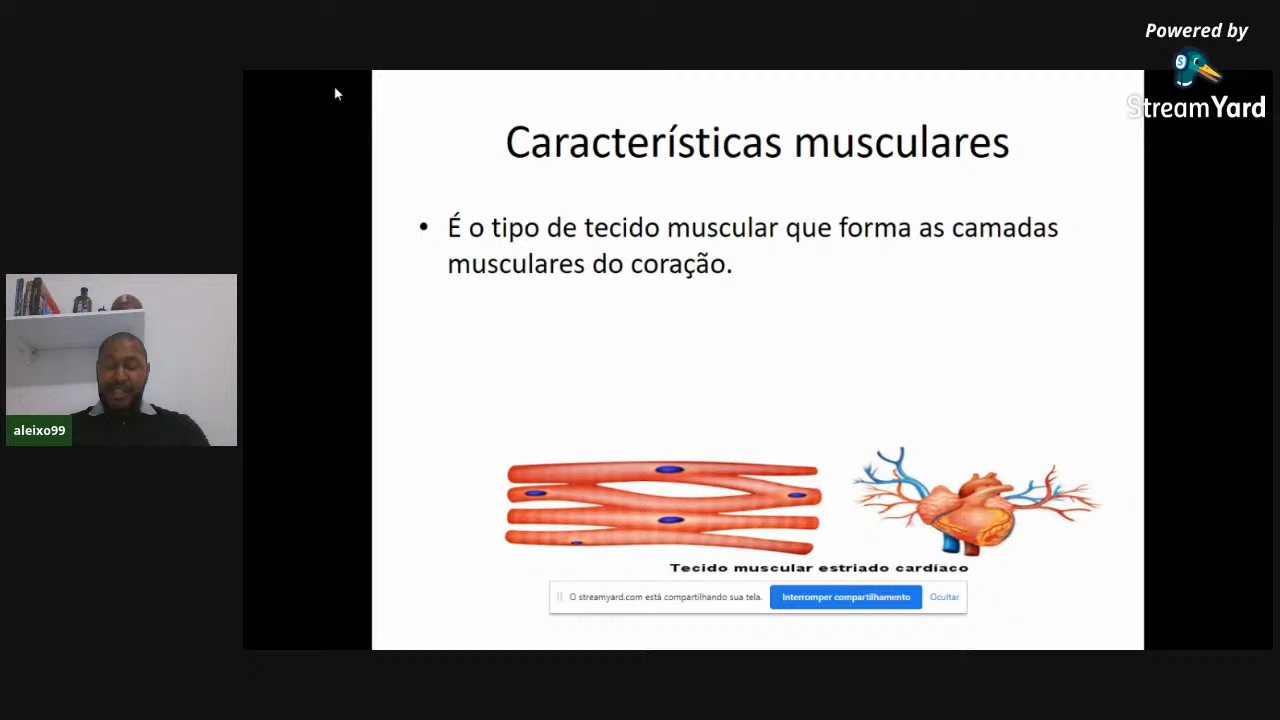 Powered by
StreamYard
Características musculares
• É o tipo de tecido muscular que forma as camadas
musculares do coração.
aleixo99
Tecido muscular estriado cardíaco
O streamyard.com está compartilhando sua tela. Interromper compartilhamento Ocultar